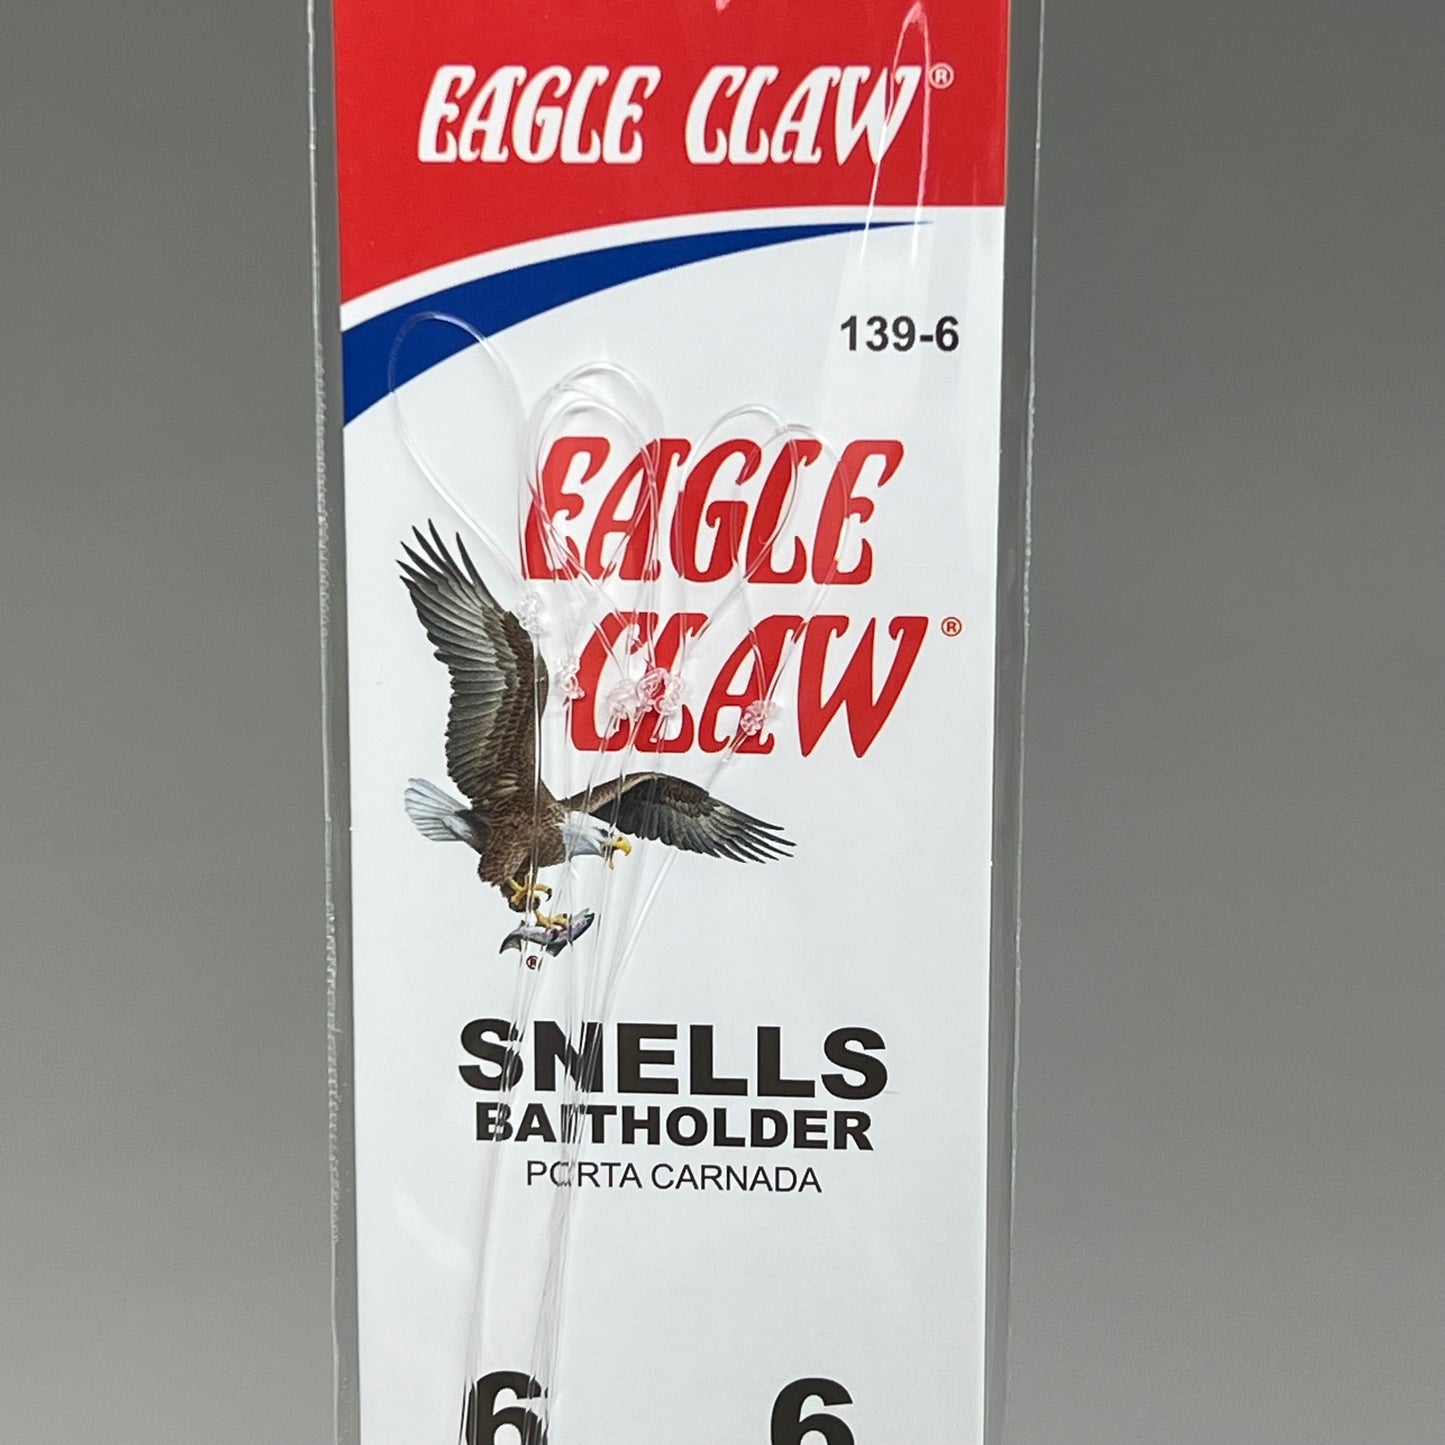 EAGLE CLAW®
139-6
EAGLE
CLAW®
®
SNELLS
BAITHOLDER
PORTA CARNADA
6 6